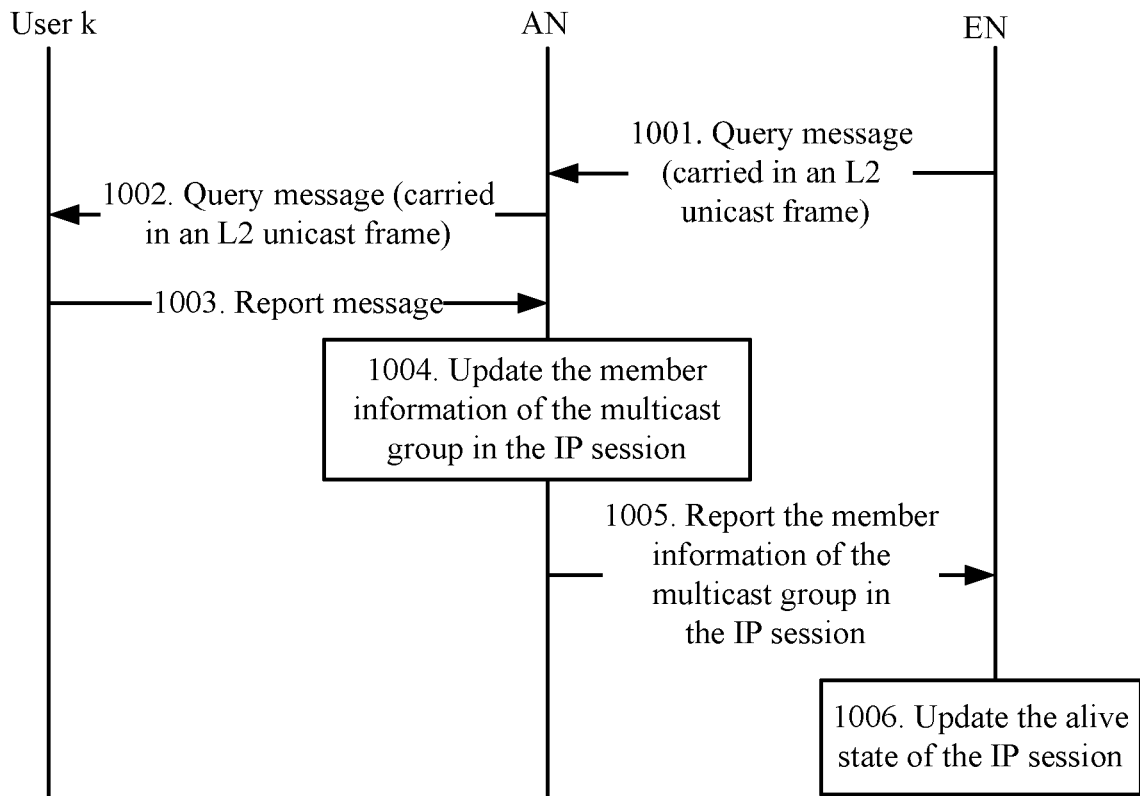 User k
AN
EN
1001. Query message
(carried in an L2
unicast frame)
1002. Query message (carried
in an L2 unicast frame)
1003. Report message
1004. Update the member
information of the multicast
group in the IP session
1005. Report the member
information of the
multicast group in
the IP session
1006. Update the alive
state of the IP session